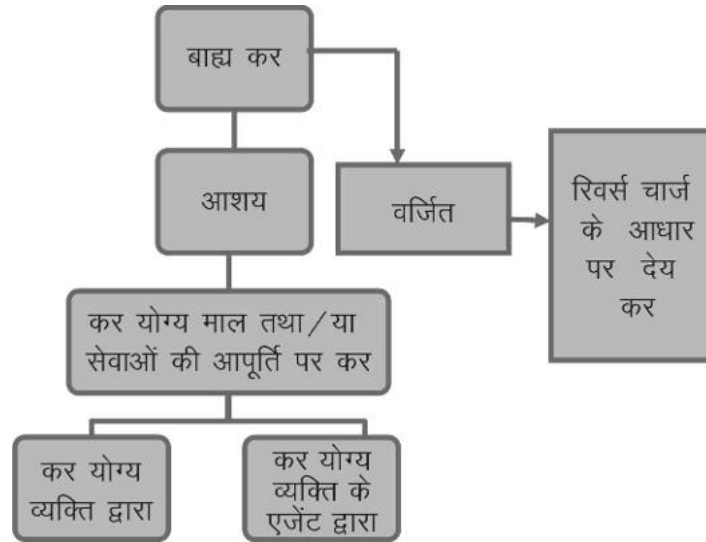 बाह्य कर
आशय
वर्जित
रिवर्स चार्ज
के आधार
पर देय
कर
कर योग्य माल तथा/या
सेवाओं की आपूर्ति पर कर
कर योग्य
व्यक्ति द्वारा
कर योग्य
व्यक्ति के
एजेंट द्वारा